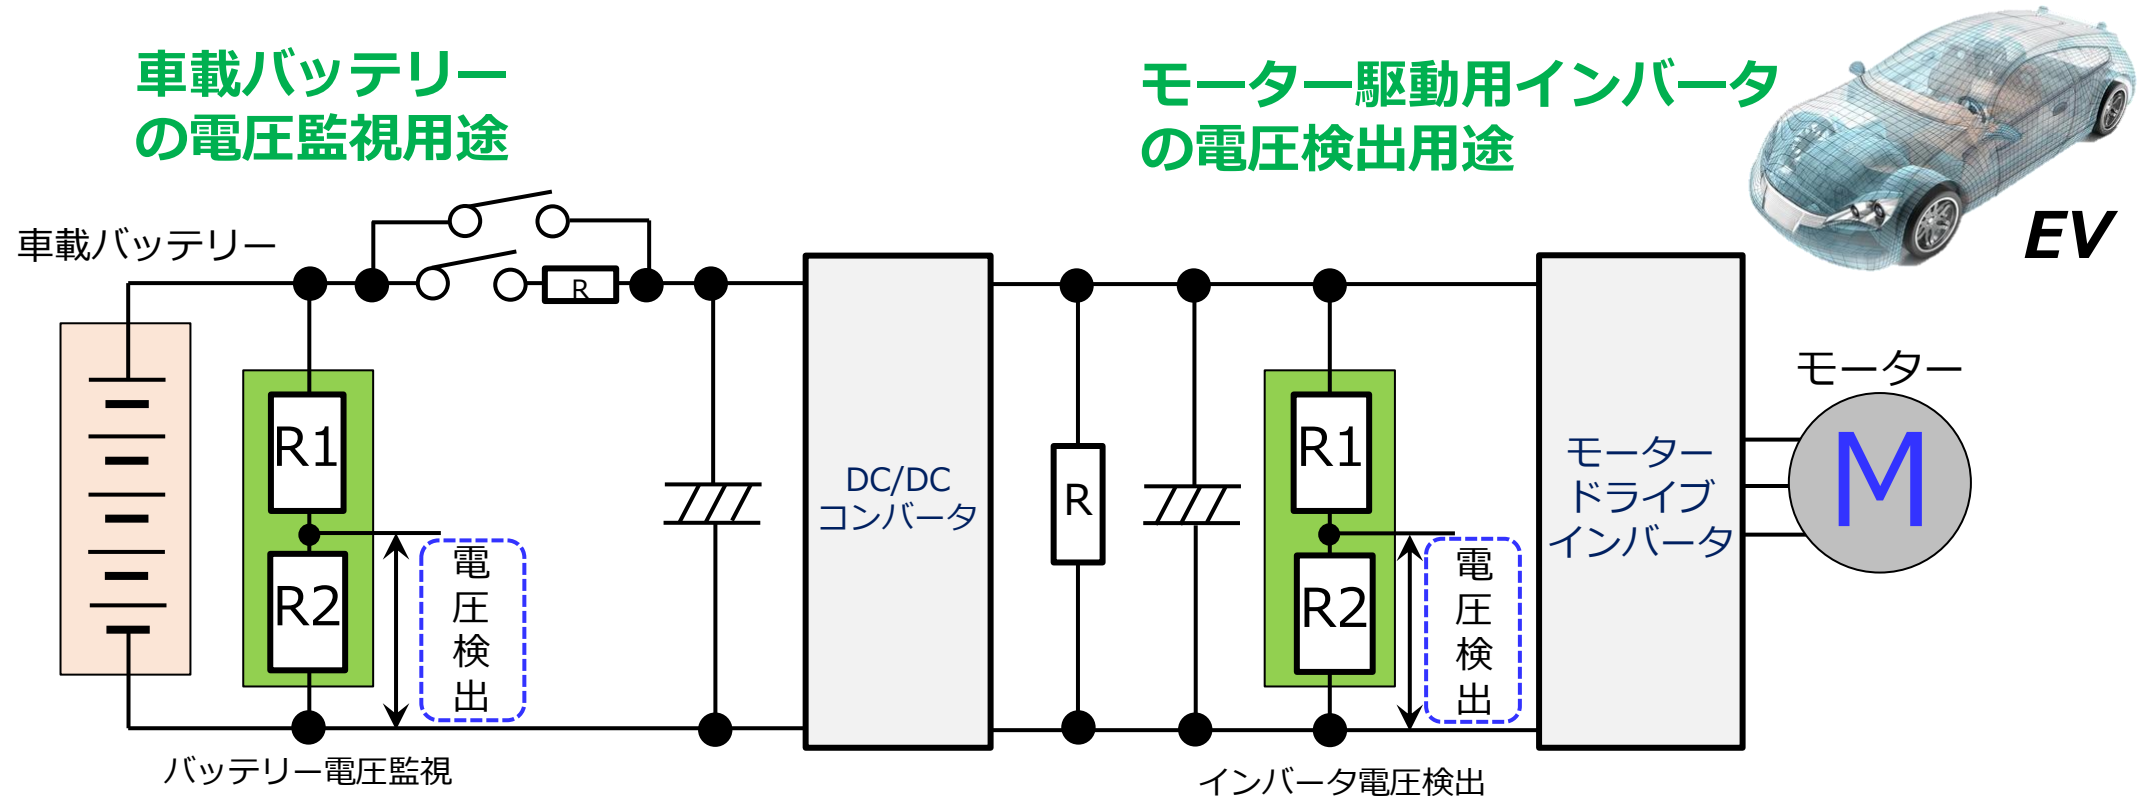 車載バッテリー
の電圧監視用途
モーター駆動用インバータ
の電圧検出用途
EV
車載バッテリー
R
R1
R2
電圧検出
バッテリー電圧監視
DC/DC
コンバータ
R
R1
R2
電圧検出
インバータ電圧検出
モーター
ドライブ
インバータ
モーター
M